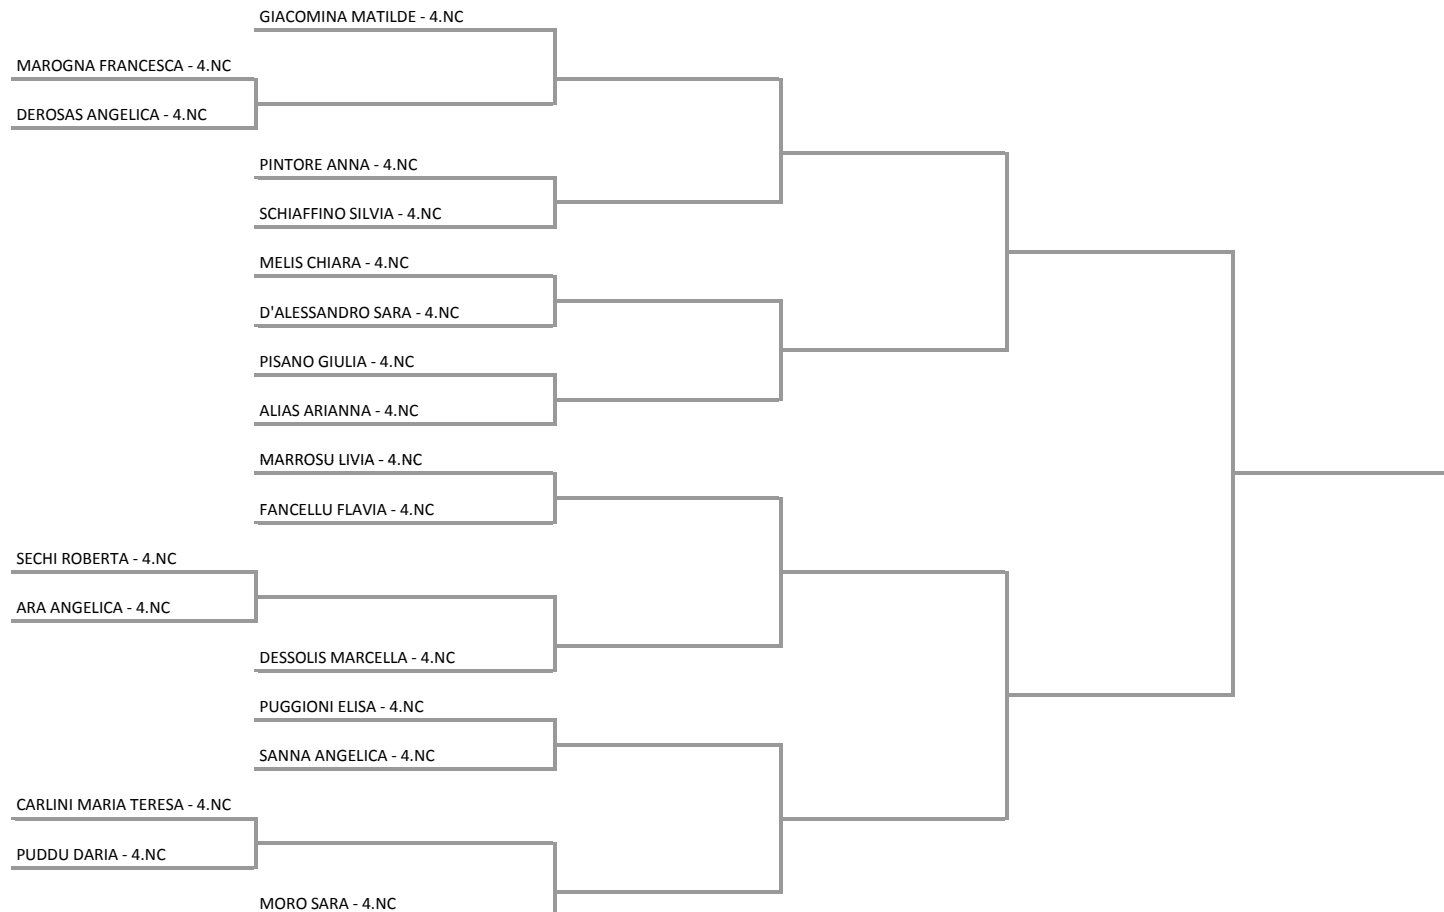 GIACOMINA MATILDE - 4.NC
MAROGNA FRANCESCA - 4.NC
DEROSAS ANGELICA - 4.NC
PINTORE ANNA - 4.NC
SCHIAFFINO SILVIA - 4.NC
MELIS CHIARA - 4.NC
D'ALESSANDRO SARA - 4.NC
PISANO GIULIA - 4.NC
ALIAS ARIANNA - 4.NC
MARROSU LIVIA - 4.NC
FANCELLU FLAVIA - 4.NC
SECHI ROBERTA - 4.NC
ARA ANGELICA - 4.NC
DESSOLIS MARCELLA - 4.NC
PUGGIONI ELISA - 4.NC
SANNA ANGELICA - 4.NC
CARLINI MARIA TERESA - 4.NC
PUDDU DARIA - 4.NC
MORO SARA - 4.NC